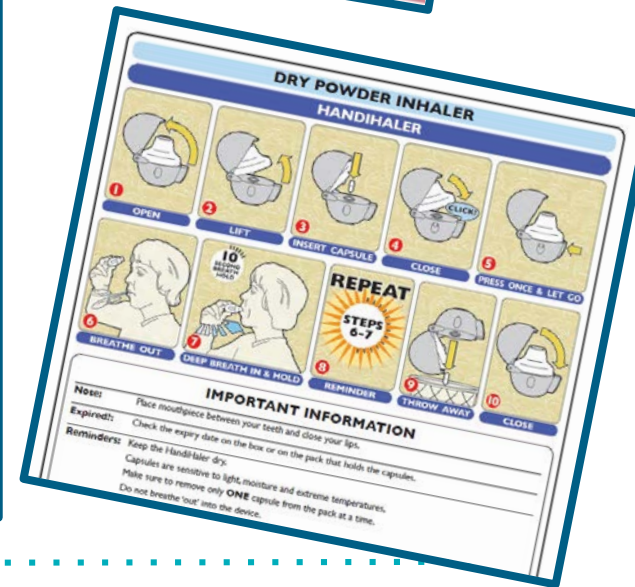 DRY POWDER INHALER
HANDIHALER
1
OPEN
2
LIFT
3
INSERT CAPSULE
4
CLICK!
CLOSE
5
PRESS ONCE & LET GO
6
BREATHE OUT
10
SECOND
BREATH
HOLD
7
DEEP BREATH IN & HOLD
REPEAT
STEPS
6-7
8
REMINDER
9
THROW AWAY
10
CLOSE
IMPORTANT INFORMATION
Note: Place mouthpiece between your teeth and close your lips.
Expired?: Check the expiry date on the box or on the pack that holds the capsules.
Reminders: Keep the HandiHaler dry.
Capsules are sensitive to light, moisture and extreme temperatures.
Make sure to remove only ONE capsule from the pack at a time.
Do not breathe 'out' into the device.